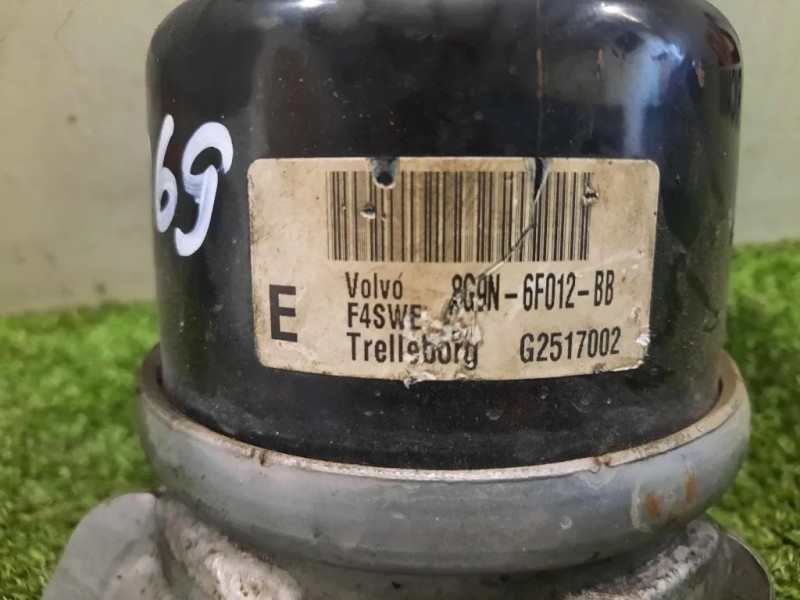 69
E
Volvo 8G9N-6F012-BB
F4SWE
Trelleborg G2517002